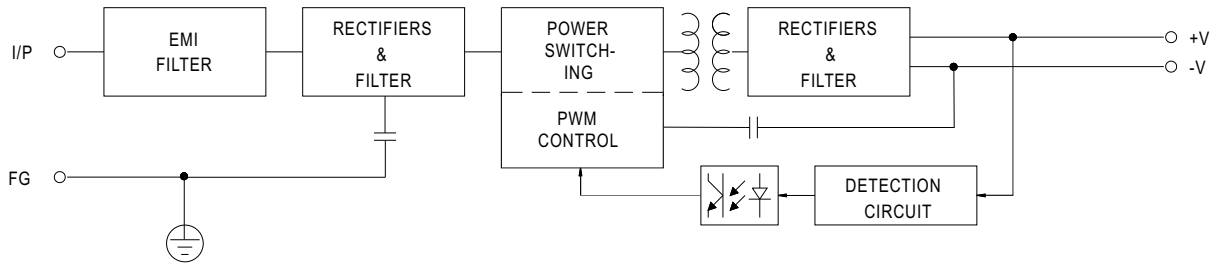 I/P
EMI
FILTER
RECTIFIERS
&
FILTER
POWER
SWITCH-
ING
PWM
CONTROL
RECTIFIERS
&
FILTER
+V
-V
FG
DETECTION
CIRCUIT